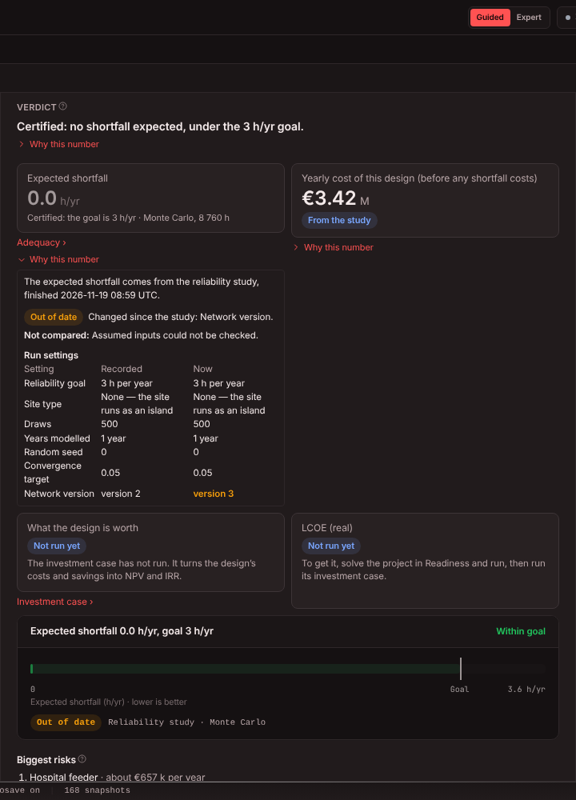 Guided Expert
VERDICT
Certified: no shortfall expected, under the 3 h/yr goal.
Why this number
Expected shortfall
0.0 h/yr
Certified: the goal is 3 h/yr · Monte Carlo, 8 760 h
Yearly cost of this design (before any shortfall costs)
€3.42 M
From the study
Adequacy ›
Why this number
Why this number
The expected shortfall comes from the reliability study,
finished 2026-11-19 08:59 UTC.
Out of date Changed since the study: Network version.
Not compared: Assumed inputs could not be checked.
Run settings
Setting Recorded Now
Reliability goal 3 h per year 3 h per year
Site type None — the site runs as an island None — the site runs as an island
Draws 500 500
Years modelled 1 year 1 year
Random seed 0 0
Convergence target 0.05 0.05
Network version version 2 version 3
What the design is worth
Not run yet
The investment case has not run. It turns the design's
costs and savings into NPV and IRR.
LCOE (real)
Not run yet
To get it, solve the project in Readiness and run, then run
its investment case.
Investment case ›
Expected shortfall 0.0 h/yr, goal 3 h/yr Within goal
0 Goal 3.6 h/yr
Expected shortfall (h/yr) · lower is better
Out of date Reliability study · Monte Carlo
Biggest risks
1. Hospital feeder · about €657 k per year
osave on 168 snapshots